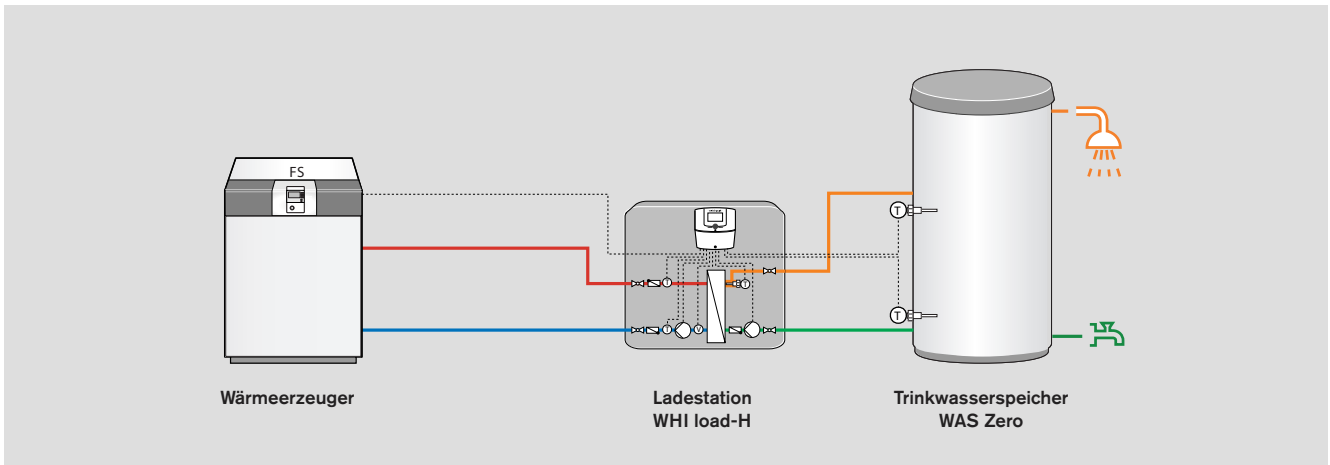 FS
T
T
T
T
T
V
Wärmeerzeuger
Ladestation
WHI load-H
Trinkwasserspeicher
WAS Zero